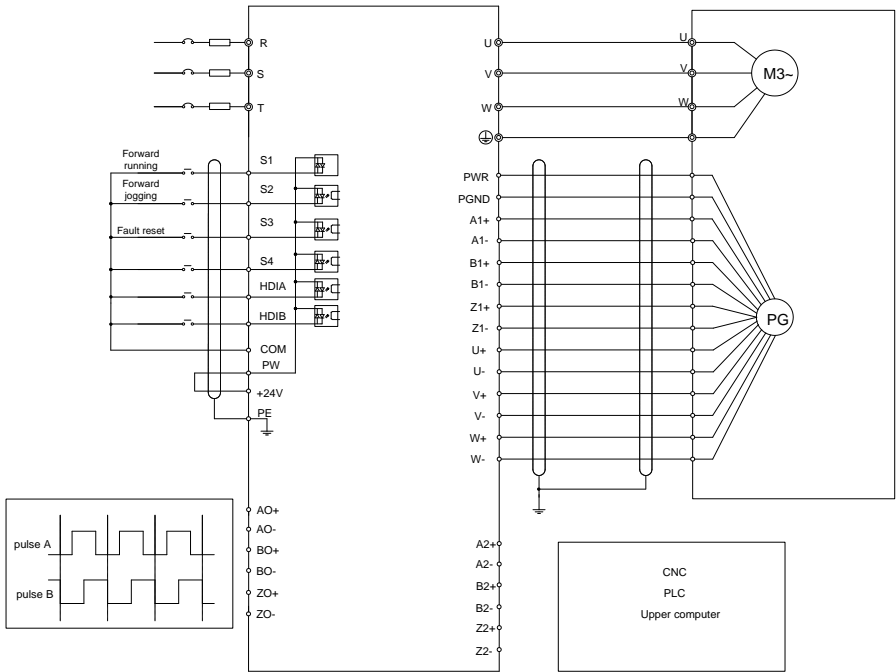 R
S
T
U
V
W
U
V
W
M3~
Forward
running
Forward
jogging
Fault reset
S1
S2
S3
S4
HDIA
HDIB
COM
PW
+24V
PE
PWR
PGND
A1+
A1-
B1+
B1-
Z1+
Z1-
U+
U-
V+
V-
W+
W-
PG
pulse A
pulse B
AO+
AO-
BO+
BO-
ZO+
ZO-
A2+
A2-
B2+
B2-
Z2+
Z2-
CNC
PLC
Upper computer